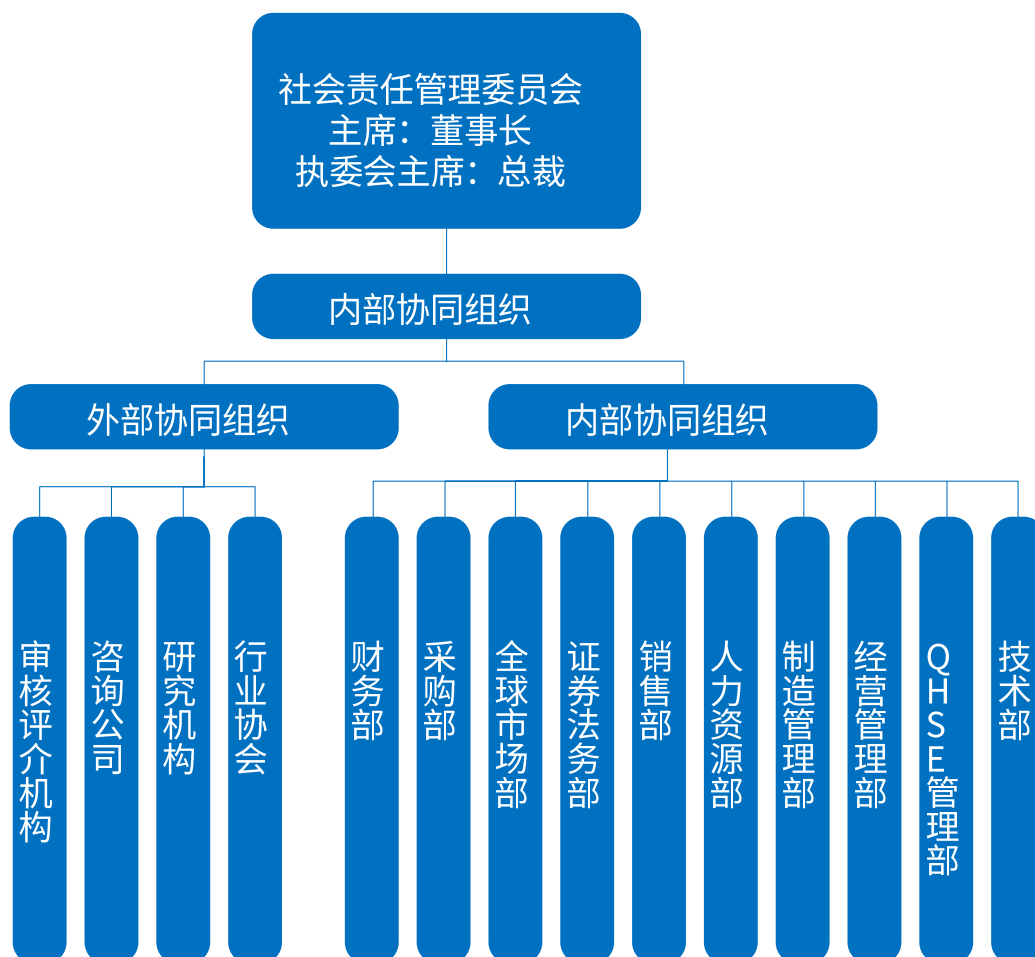 社会责任管理委员会
主席：董事长
执委会主席：总裁
内部协同组织
外部协同组织
内部协同组织
审核评介机构
咨询公司
研究机构
行业协会
财务部
采购部
全球市场部
证券法务部
销售部
人力资源部
制造管理部
经营管理部
QHSE管理部
技术部